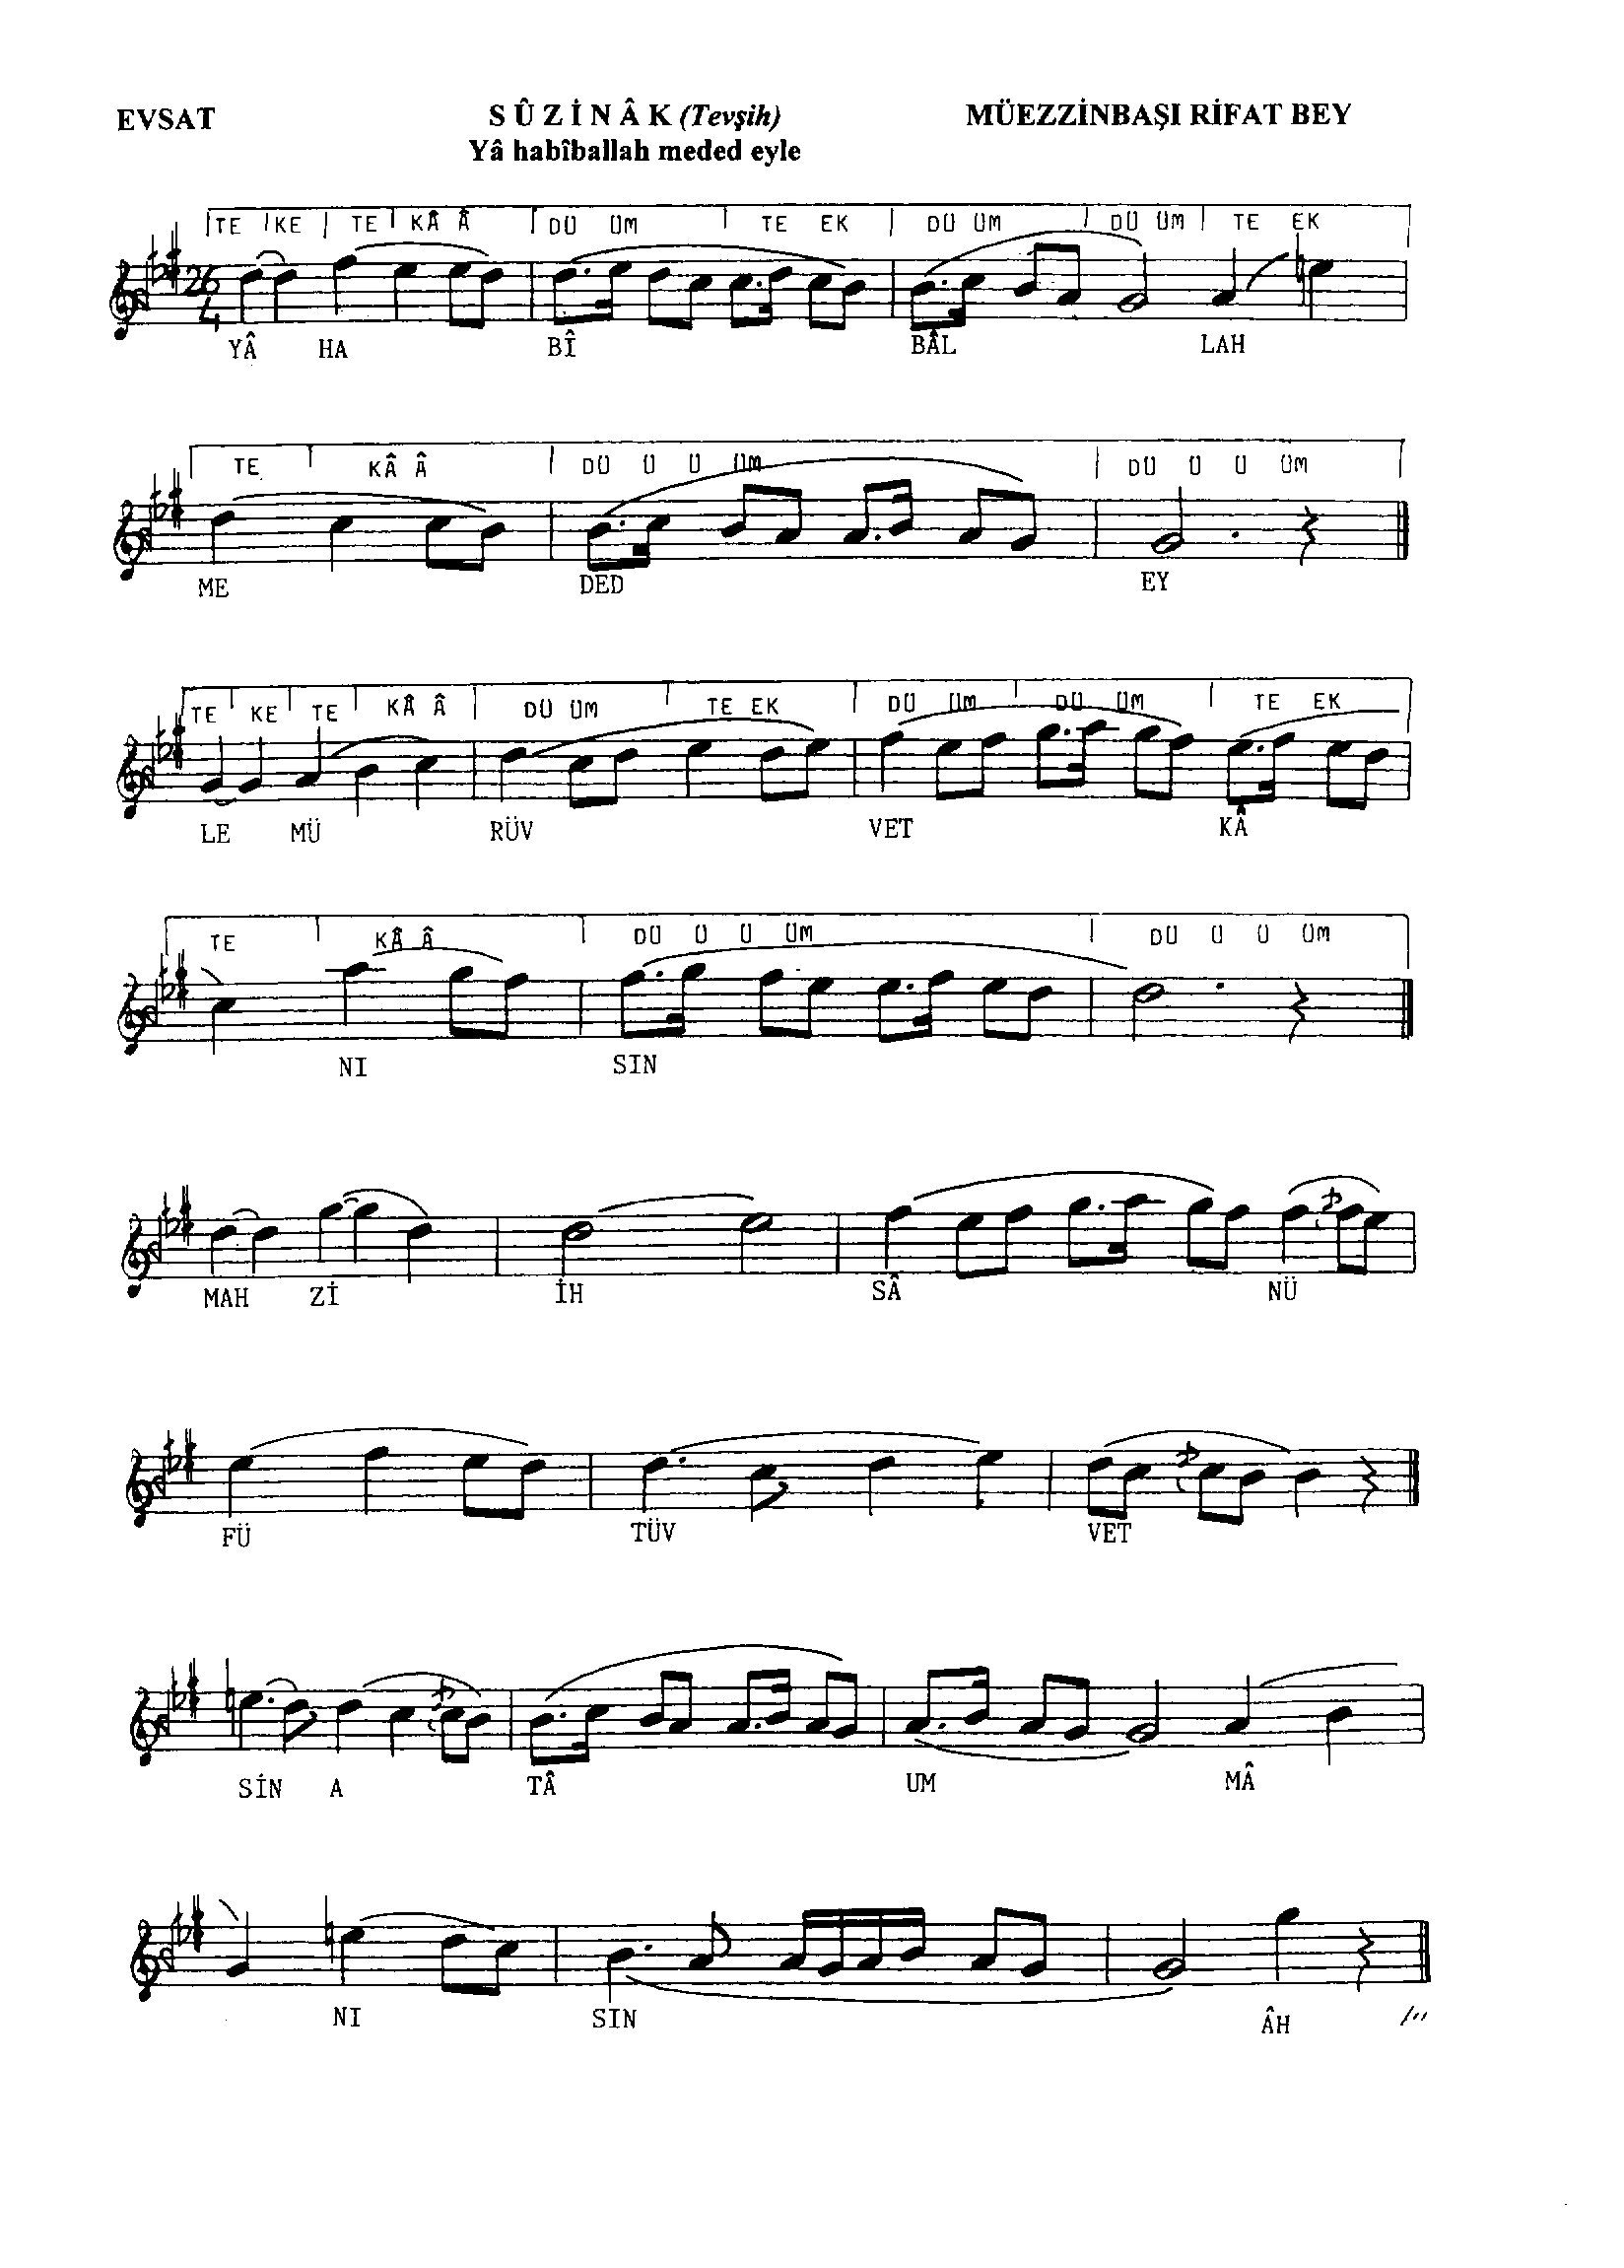 EVSAT SÛZİNÂK (Tevşih) MÜEZZİNBAŞI RİFAT BEY
Yâ habîballah meded eyle
TE KE TE KÂ Â DÜ ÜM TE EK DÜ ÜM DÜ ÜM TE EK
26
4
YÂ HA BÎ BÂL LAH
TE KÂ Â DÜ Ü Ü ÜM DÜ Ü Ü ÜM
ME DED EY
TE KE TE KÂ Â DÜ ÜM TE EK DÜ ÜM DÜ ÜM TE EK
LE MÜ RÜV VET KÂ
TE KÂ Â DÜ Ü Ü ÜM DÜ Ü Ü ÜM
NI SIN
MAH Zİ İH SÂ NÜ
FÜ TÜV VET
SİN A TÂ UM MÂ
NI SIN ÂH